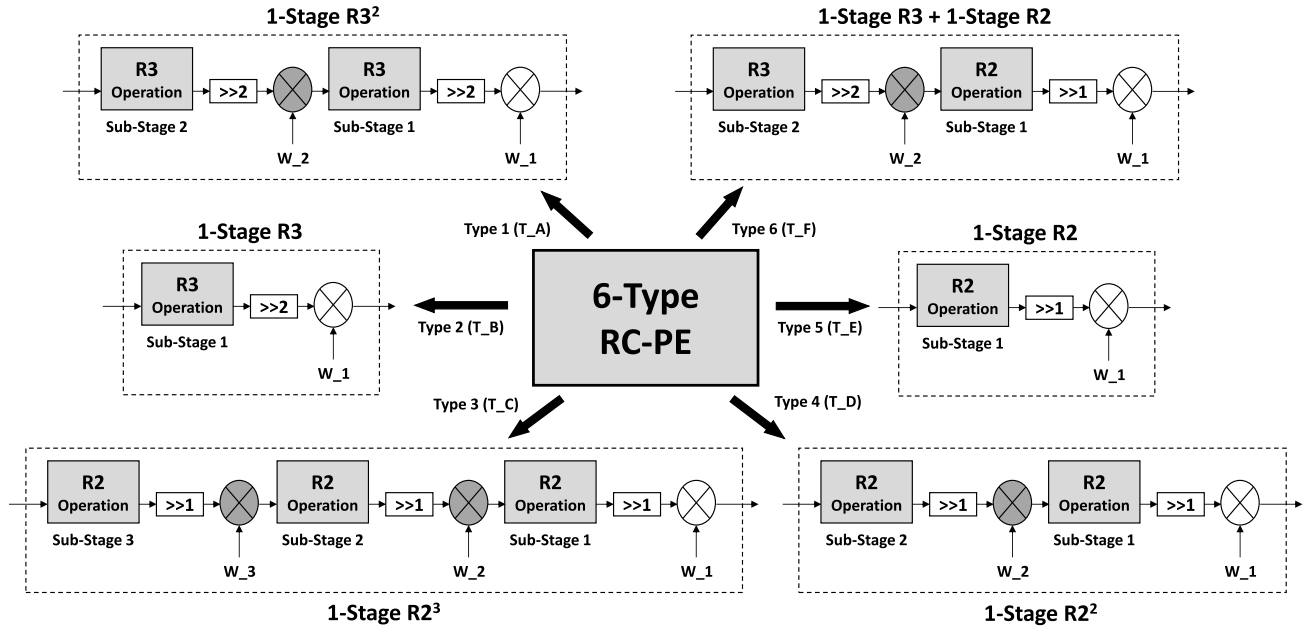 1-Stage R3²
R3
Operation
>>2
R3
Operation
>>2
Sub-Stage 2
Sub-Stage 1
W_2
W_1
1-Stage R3 + 1-Stage R2
R3
Operation
>>2
R2
Operation
>>1
Sub-Stage 2
Sub-Stage 1
W_2
W_1
Type 1 (T_A)
Type 6 (T_F)
1-Stage R3
R3
Operation
>>2
Sub-Stage 1
W_1
6-Type
RC-PE
1-Stage R2
R2
Operation
>>1
Sub-Stage 1
W_1
Type 2 (T_B)
Type 5 (T_E)
Type 3 (T_C)
Type 4 (T_D)
R2
Operation
>>1
R2
Operation
>>1
R2
Operation
>>1
Sub-Stage 3
Sub-Stage 2
Sub-Stage 1
W_3
W_2
W_1
1-Stage R2³
R2
Operation
>>1
R2
Operation
>>1
Sub-Stage 2
Sub-Stage 1
W_2
W_1
1-Stage R2²